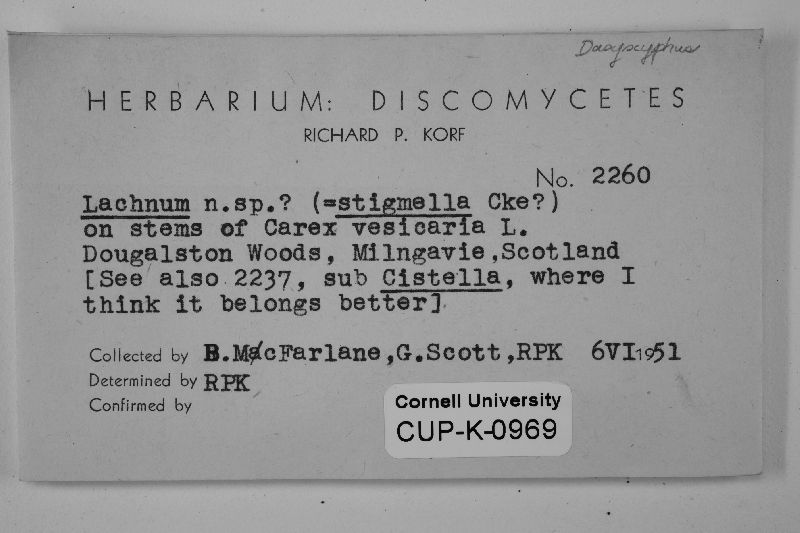 Dasyscyphus
HERBARIUM: DISCOMYCETES
RICHARD P. KORF
No. 2260
Lachnum n.sp.? (=stigmella Cke?)
on stems of Carex vesicaria L.
Dougalston Woods, Milngavie,Scotland
[See also 2237, sub Cistella, where I
think it belongs better]
Collected by B.MacFarlane,G.Scott,RPK 6VI1951
Determined by RPK
Confirmed by
Cornell University
CUP-K-0969